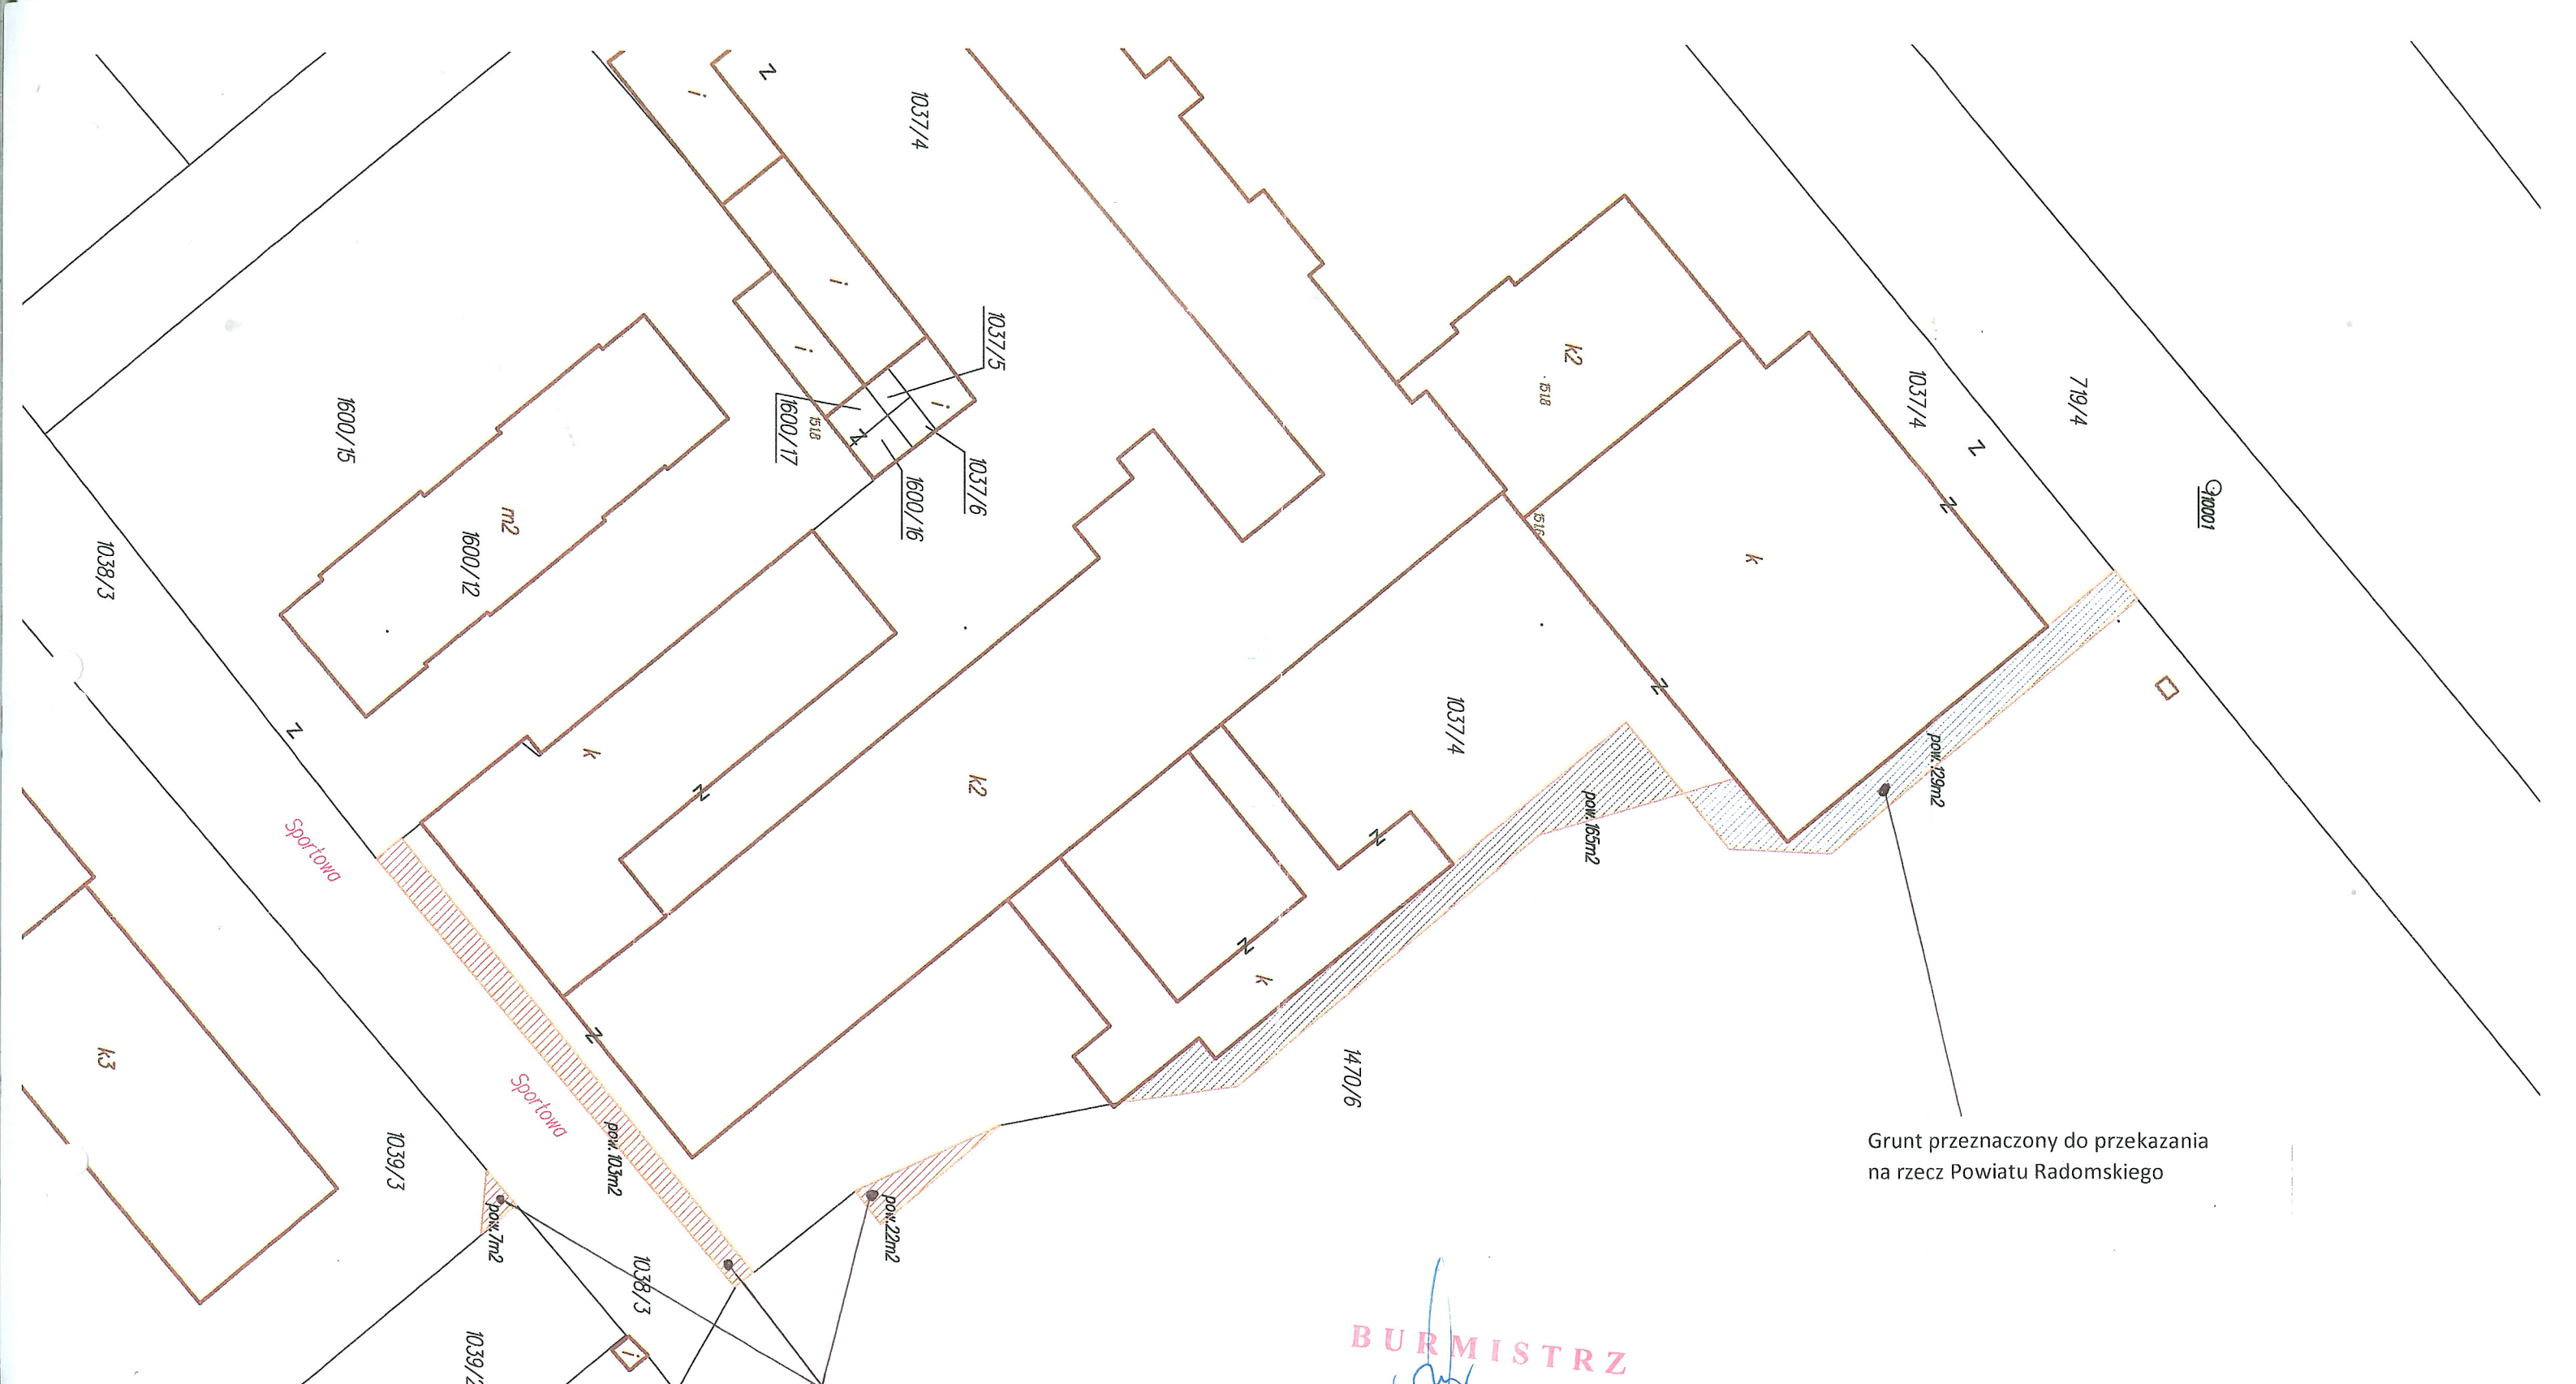 z
i
1037/4
i
1037/5
i
i
k2
1518
1037/4
719/4
1600/15
1600/17
1518
z
1037/6
1600/16
z
10001
z
m2
1600/12
1038/3
1516
k
z
1037/4
z
k
z
k2
pow.129m2
pow.165m2
z
Sportowa
z
k
z
k3
1470/6
Sportowa
pow.103m2
1039/3
Grunt przeznaczony do przekazania
na rzecz Powiatu Radomskiego
pow.7m2
pow.22m2
1038/3
i
1039/2
BURMISTRZ